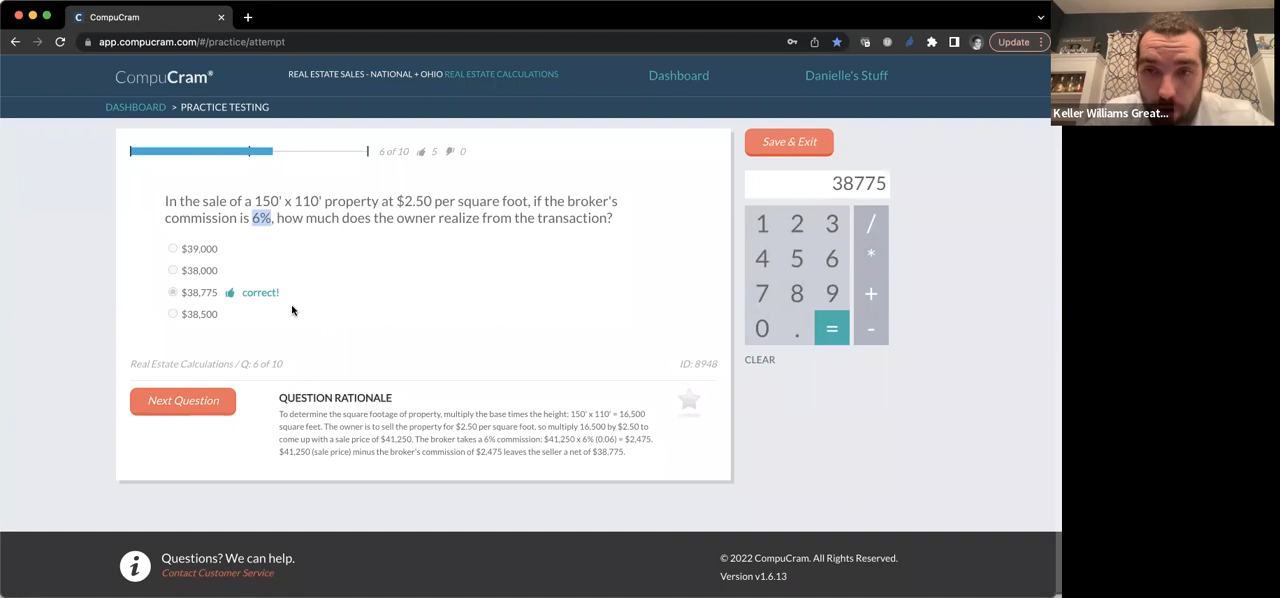 CompuCram
app.compucram.com/#/practice/attempt
Update
CompuCram®
REAL ESTATE SALES - NATIONAL + OHIO REAL ESTATE CALCULATIONS
Dashboard
Danielle's Stuff
Keller Williams Great...
DASHBOARD > PRACTICE TESTING
6 of 10 5 0
Save & Exit
38775
In the sale of a 150' x 110' property at $2.50 per square foot, if the broker's
commission is 6%, how much does the owner realize from the transaction?
$39,000
$38,000
$38,775 correct!
$38,500
1 2 3 /
4 5 6 *
7 8 9 +
0 . = -
CLEAR
Real Estate Calculations / Q: 6 of 10
ID: 8948
Next Question
QUESTION RATIONALE
To determine the square footage of property, multiply the base times the height: 150' x 110' = 16,500
square feet. The owner is to sell the property for $2.50 per square foot, so multiply 16,500 by $2.50 to
come up with a sale price of $41,250. The broker takes a 6% commission: $41,250 x 6% (0.06) = $2,475.
$41,250 (sale price) minus the broker's commission of $2,475 leaves the seller a net of $38,775.
Questions? We can help.
Contact Customer Service
© 2022 CompuCram. All Rights Reserved.
Version v1.6.13